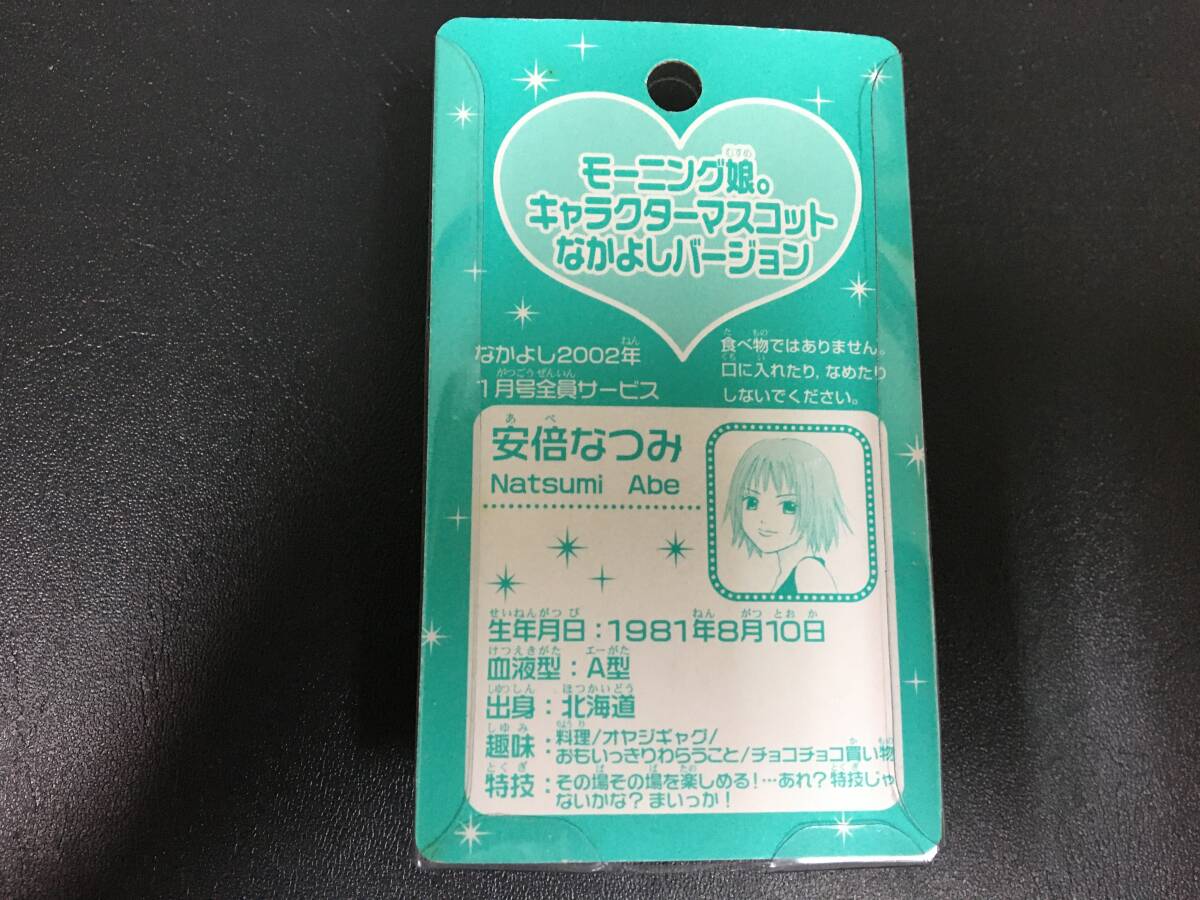 モーニング娘。
キャラクターマスコット
なかよしバージョン
なかよし2002年
1月号全員サービス
食べ物ではありません。
口に入れたり, なめたり
しないでください。
安倍なつみ
Natsumi Abe
生年月日:1981年8月10日
血液型:A型
出身:北海道
趣味:料理/オヤジギャグ/
おもいっきりわらうこと/チョコチョコ買い物
特技:その場その場を楽しめる!…あれ?特技じゃ
ないかな?まいっか!